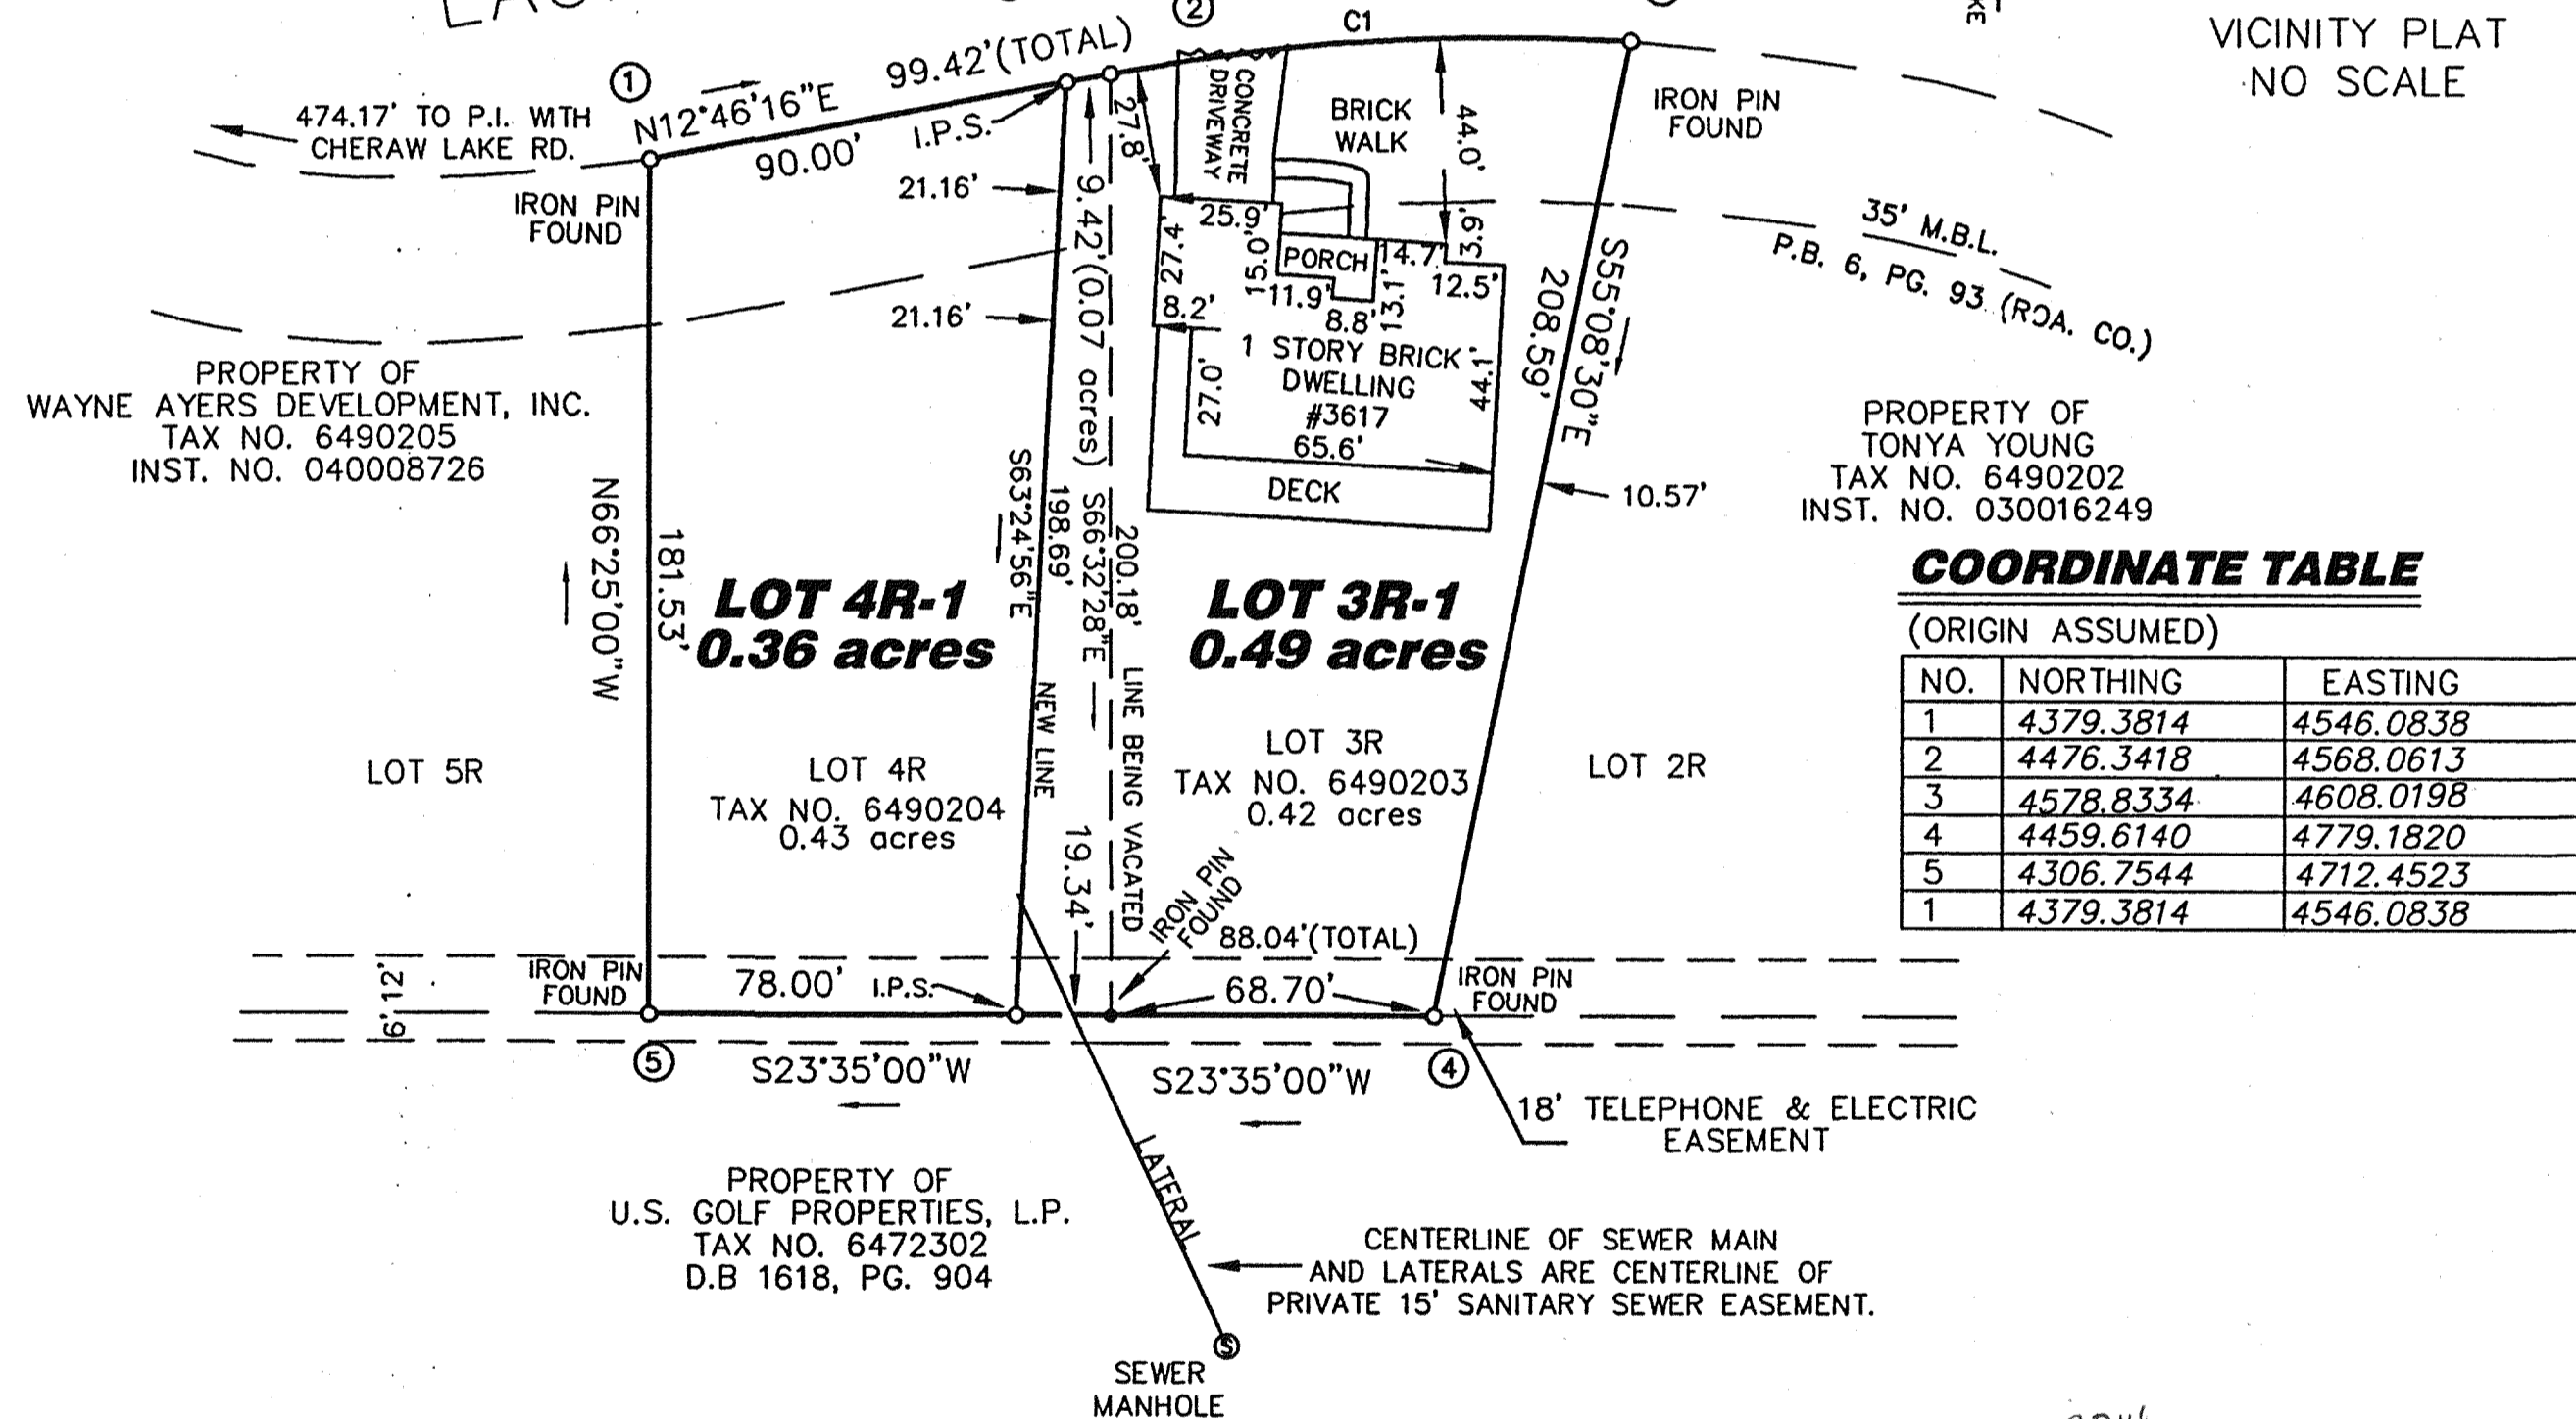 ②
C1
VICINITY PLAT
NO SCALE
①
N12°46'16"E
99.42'(TOTAL)
90.00'
I.P.S.
474.17' TO P.I. WITH
CHERAW LAKE RD.
IRON PIN
FOUND
IRON PIN
FOUND
21.16'
21.16'
9.42'(0.07 acres)
27.8'
CONCRETE
DRIVEWAY
BRICK
WALK
44.0'
25.9'
27.4'
15.0'
PORCH
14.7'
3.9'
12.5'
11.9'
13.1'
8.8'
8.2'
27.0'
1 STORY BRICK
DWELLING
#3617
65.6'
44.1'
DECK
S55°08'30"E
208.59'
10.57'
35' M.B.L.
P.B. 6, PG. 93 (ROA. CO.)
PROPERTY OF
WAYNE AYERS DEVELOPMENT, INC.
TAX NO. 6490205
INST. NO. 040008726
PROPERTY OF
TONYA YOUNG
TAX NO. 6490202
INST. NO. 030016249
N66°25'00"W
181.53'
S63°24'56"E
198.69'
NEW LINE
S66°32'28"E
200.18'
LINE BEING VACATED
LOT 4R-1
0.36 acres
LOT 3R-1
0.49 acres
LOT 5R
LOT 4R
TAX NO. 6490204
0.43 acres
LOT 3R
TAX NO. 6490203
0.42 acres
LOT 2R
COORDINATE TABLE
(ORIGIN ASSUMED)
NO. NORTHING EASTING
1 4379.3814 4546.0838
2 4476.3418 4568.0613
3 4578.8334 4608.0198
4 4459.6140 4779.1820
5 4306.7544 4712.4523
1 4379.3814 4546.0838
19.34'
IRON PIN
FOUND
88.04'(TOTAL)
68.70'
IRON PIN
FOUND
12'
6'
IRON PIN
FOUND
78.00'
I.P.S.
⑤
S23°35'00"W
S23°35'00"W
④
18' TELEPHONE & ELECTRIC
EASEMENT
LATERAL
PROPERTY OF
U.S. GOLF PROPERTIES, L.P.
TAX NO. 6472302
D.B 1618, PG. 904
CENTERLINE OF SEWER MAIN
AND LATERALS ARE CENTERLINE OF
PRIVATE 15' SANITARY SEWER EASEMENT.
S
SEWER
MANHOLE